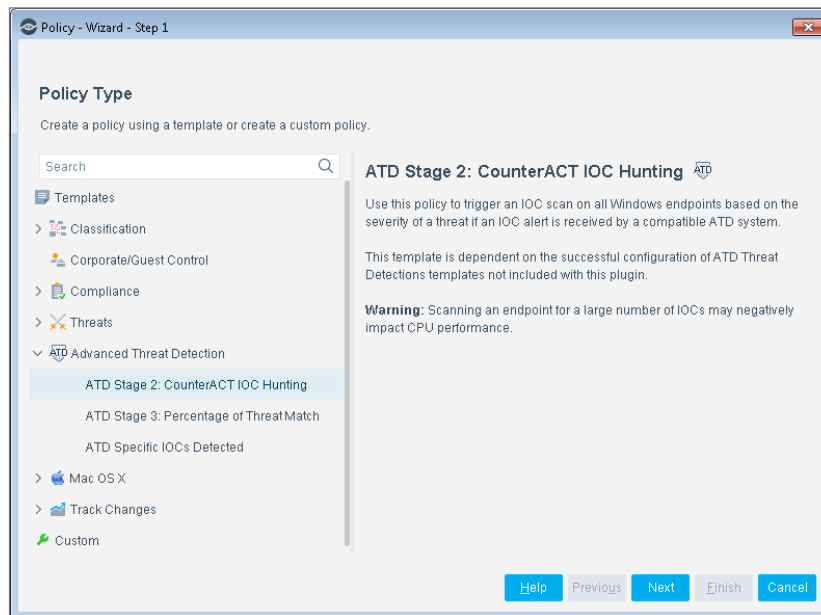 Policy - Wizard - Step 1
Policy Type
Create a policy using a template or create a custom policy.
Search
Templates
Classification
Corporate/Guest Control
Compliance
Threats
ATD Advanced Threat Detection
ATD Stage 2: CounterACT IOC Hunting
ATD Stage 3: Percentage of Threat Match
ATD Specific IOCs Detected
Mac OS X
Track Changes
Custom
ATD Stage 2: CounterACT IOC Hunting ATD
Use this policy to trigger an IOC scan on all Windows endpoints based on the
severity of a threat if an IOC alert is received by a compatible ATD system.
This template is dependent on the successful configuration of ATD Threat
Detections templates not included with this plugin.
Warning: Scanning an endpoint for a large number of IOCs may negatively
impact CPU performance.
Help Previous Next Finish Cancel